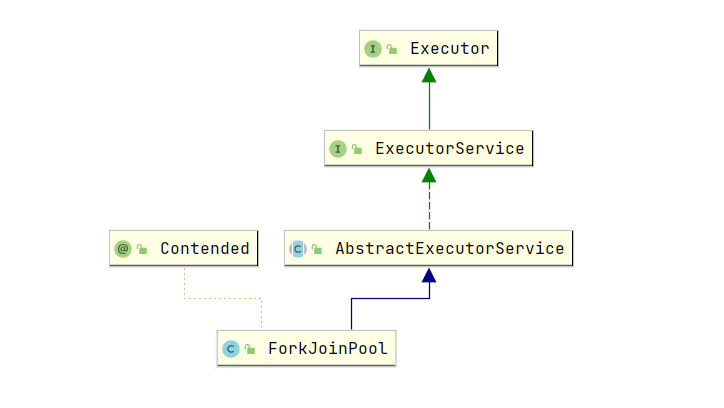 I Executor
I ExecutorService
@ Contended
C AbstractExecutorService
C ForkJoinPool